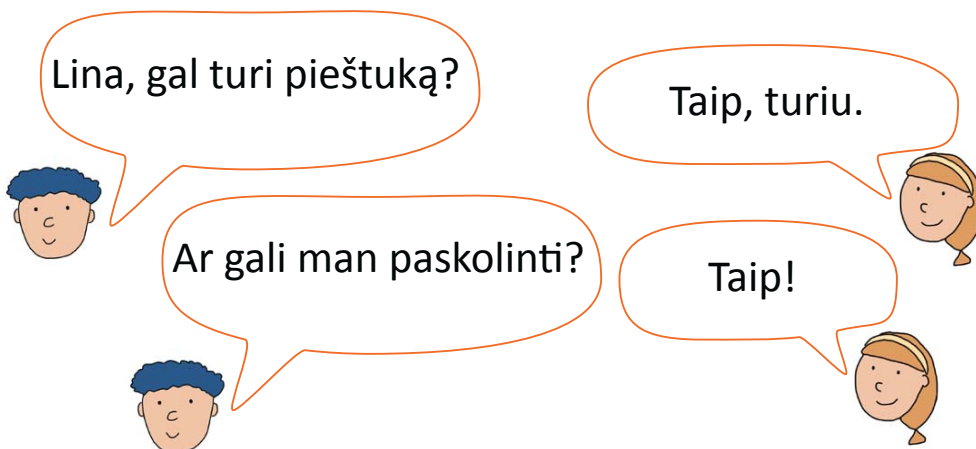 Lina, gal turi pieštuką?
Taip, turiu.
Ar gali man paskolinti?
Taip!